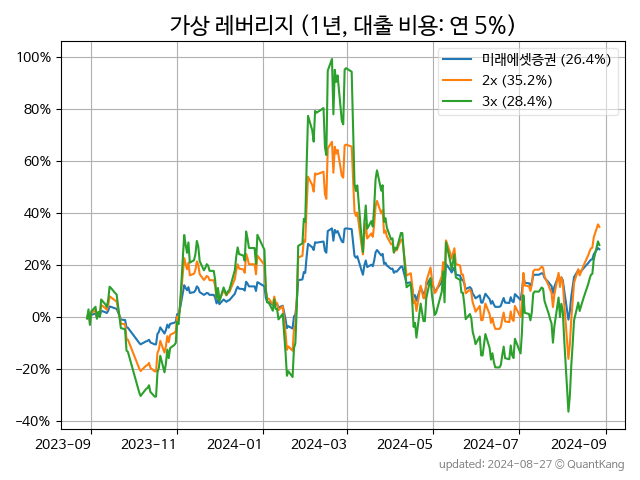 가상 레버리지 (1년, 대출 비용: 연 5%)
미래에셋증권 (26.4%)
2x (35.2%)
3x (28.4%)
100%
80%
60%
40%
20%
0%
−20%
−40%
2023-09 2023-11 2024-01 2024-03 2024-05 2024-07 2024-09
updated: 2024-08-27 ⓒ QuantKang